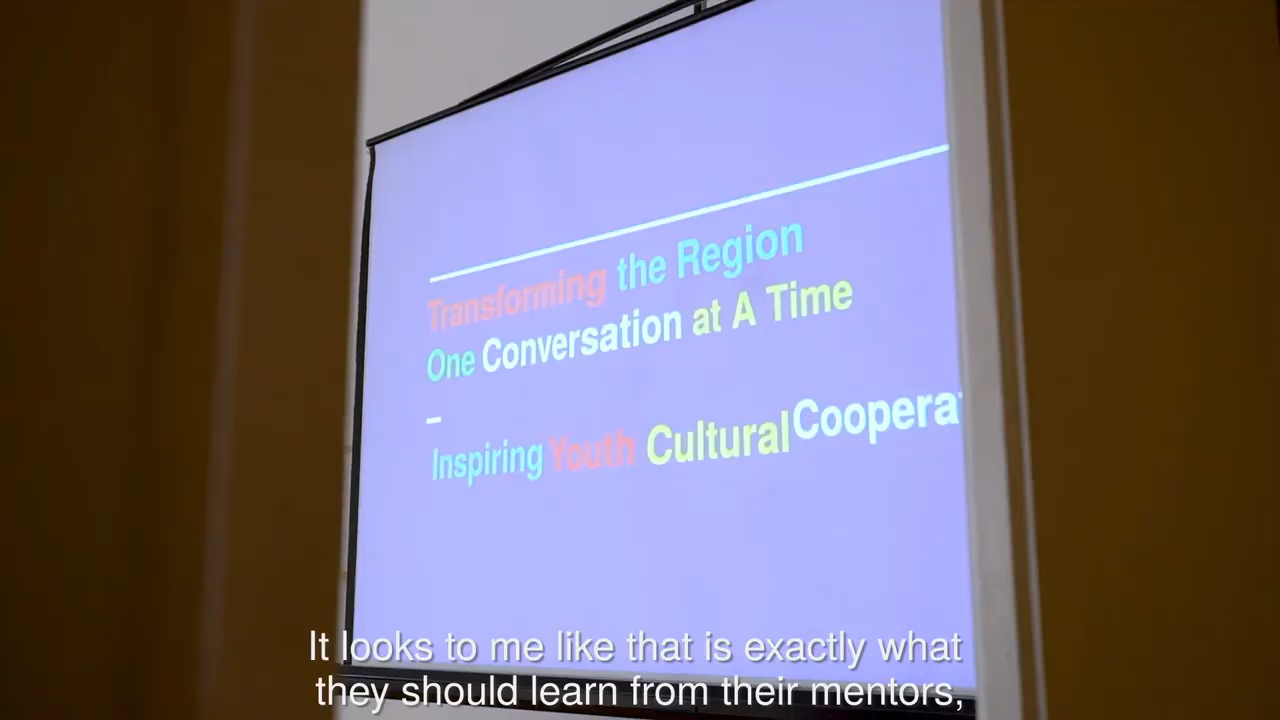 Transforming the Region
One Conversation at A Time
–
Inspiring Youth Cultural Coopera
It looks to me like that is exactly what
they should learn from their mentors,